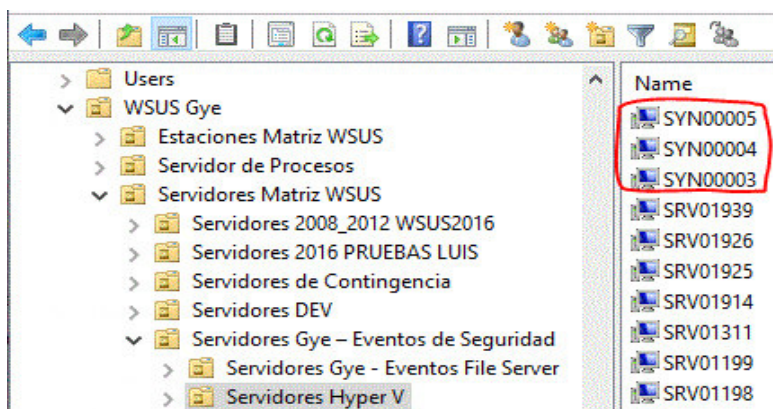 Users
WSUS Gye
Estaciones Matriz WSUS
Servidor de Procesos
Servidores Matriz WSUS
Servidores 2008_2012 WSUS2016
Servidores 2016 PRUEBAS LUIS
Servidores de Contingencia
Servidores DEV
Servidores Gye – Eventos de Seguridad
Servidores Gye - Eventos File Server
Servidores Hyper V
Name
SYN00005
SYN00004
SYN00003
SRV01939
SRV01926
SRV01925
SRV01914
SRV01311
SRV01199
SRV01198